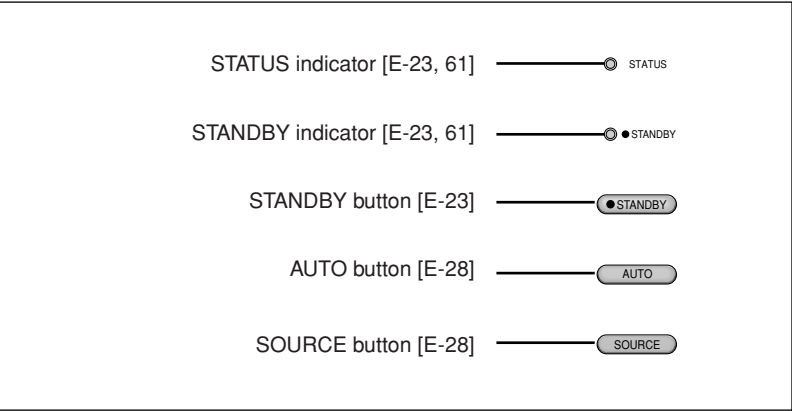 STATUS indicator [E-23, 61] STATUS
STANDBY indicator [E-23, 61] ●STANDBY
STANDBY button [E-23] ●STANDBY
AUTO button [E-28] AUTO
SOURCE button [E-28] SOURCE